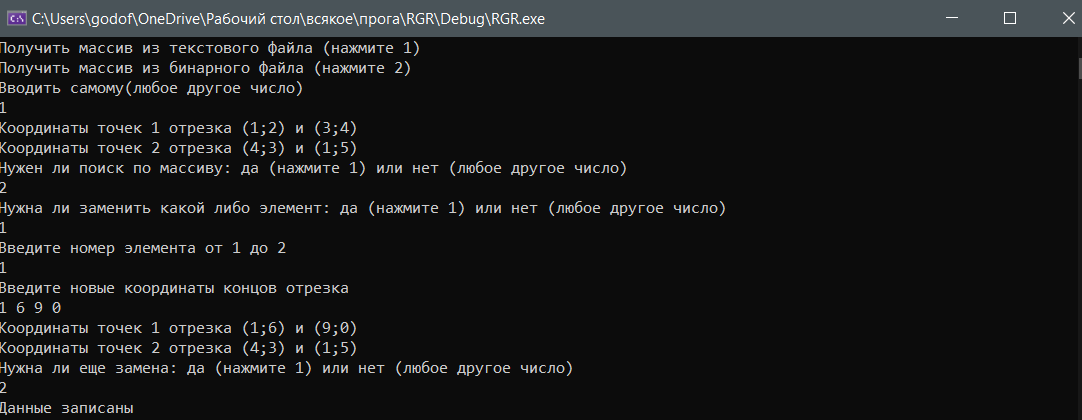 C:\Users\godof\OneDrive\Рабочий стол\всякое\прога\RGR\Debug\RGR.exe
Получить массив из текстового файла (нажмите 1)
Получить массив из бинарного файла (нажмите 2)
Вводить самому(любое другое число)
1
Координаты точек 1 отрезка (1;2) и (3;4)
Координаты точек 2 отрезка (4;3) и (1;5)
Нужен ли поиск по массиву: да (нажмите 1) или нет (любое другое число)
2
Нужна ли заменить какой либо элемент: да (нажмите 1) или нет (любое другое число)
1
Введите номер элемента от 1 до 2
1
Введите новые координаты концов отрезка
1 6 9 0
Координаты точек 1 отрезка (1;6) и (9;0)
Координаты точек 2 отрезка (4;3) и (1;5)
Нужна ли еще замена: да (нажмите 1) или нет (любое другое число)
2
Данные записаны